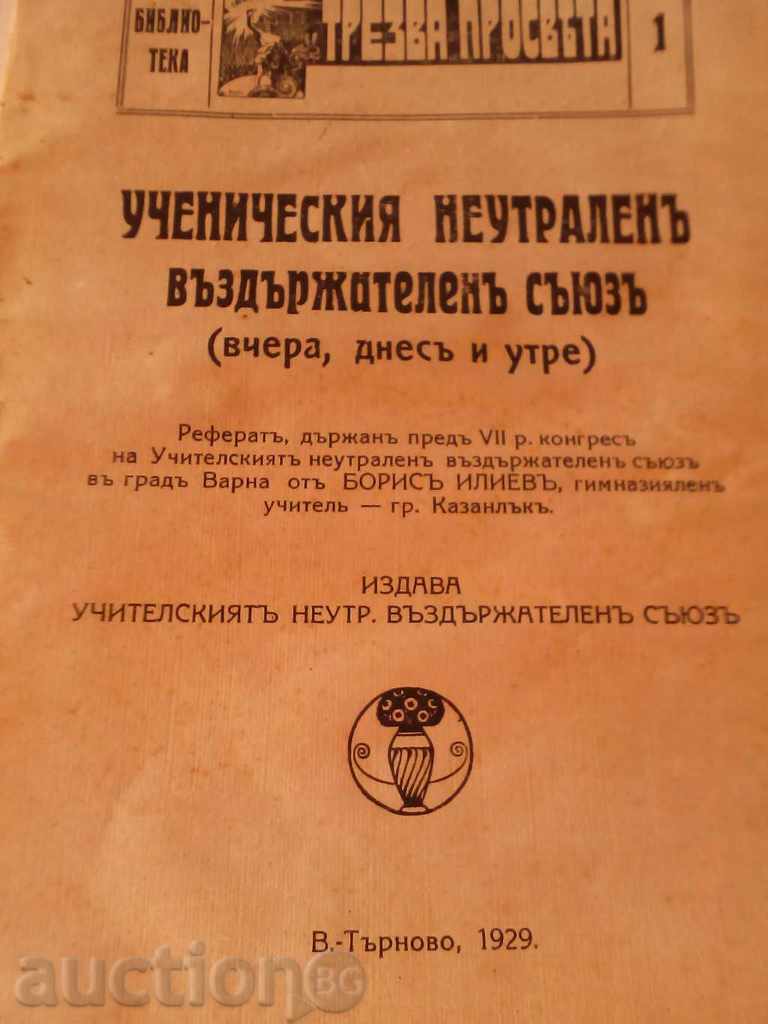 БИБЛИО-
ТЕКА
ТРЕЗВА ПРОСВѢТА
1
УЧЕНИЧЕСКИЯ НЕУТРАЛЕНЪ
ВЪЗДЪРЖАТЕЛЕНЪ СЪЮЗЪ
(вчера, днесъ и утре)
Рефератъ, държанъ предъ VII р. конгресъ
на Учителскиятъ неутраленъ въздържателенъ съюзъ
въ градъ Варна отъ БОРИСЪ ИЛИЕВЪ, гимназияленъ
учитель — гр. Казанлъкъ.
ИЗДАВА
УЧИТЕЛСКИЯТЪ НЕУТР. ВЪЗДЪРЖАТЕЛЕНЪ СЪЮЗЪ
В.-Търново, 1929.
auction BG